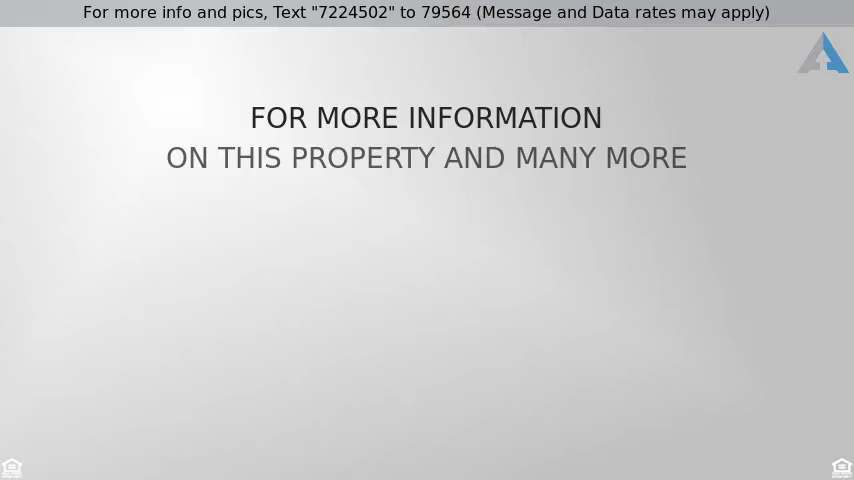 For more info and pics, Text "7224502" to 79564 (Message and Data rates may apply)
FOR MORE INFORMATION
ON THIS PROPERTY AND MANY MORE